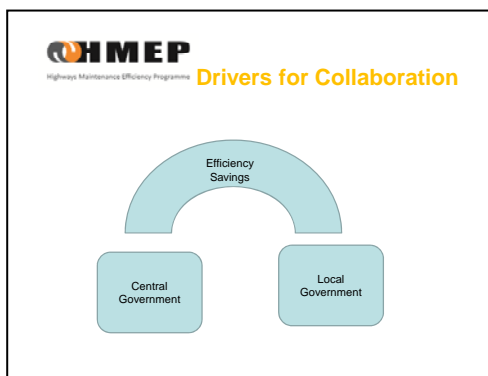 HMEP
Highways Maintenance Efficiency Programme
Drivers for Collaboration
Efficiency
Savings
Central
Government
Local
Government